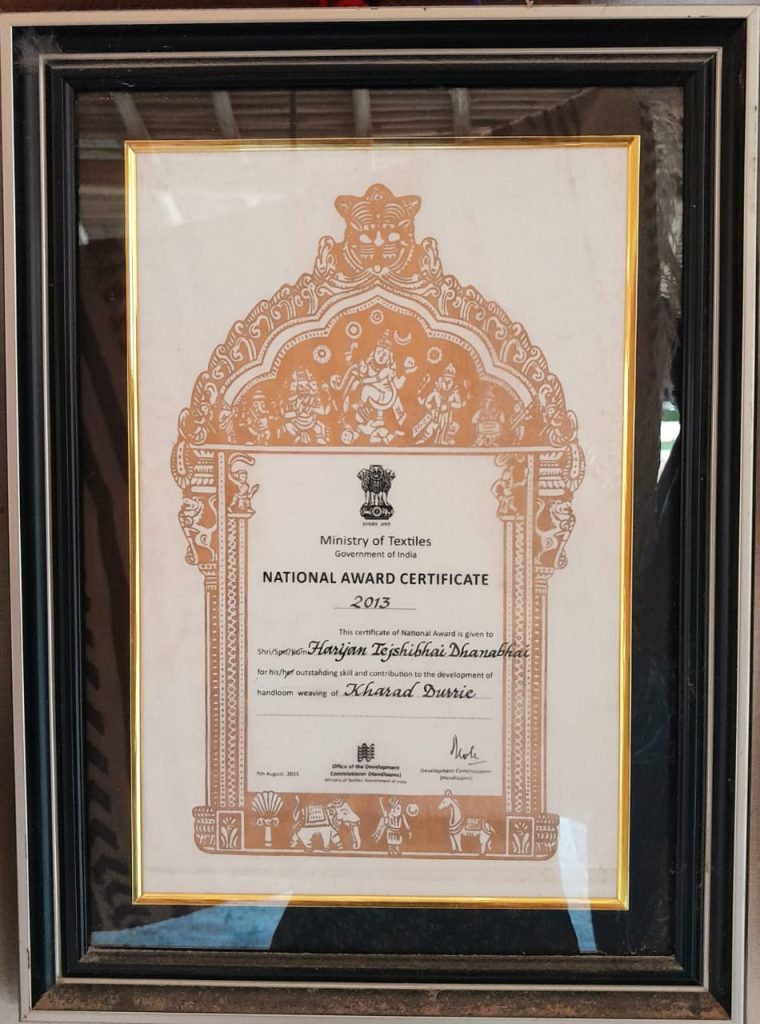 Ministry of Textiles
Government of India
NATIONAL AWARD CERTIFICATE
2013
This certificate of National Award is given to
Shri/Smt/Kum Harijan Tejshibhai Dhanabhai
for his/her outstanding skill and contribution to the development of
handloom weaving of Kharad Durrie
Office of the Development
Commissioner (Handlooms)
Ministry of Textiles, Government of India
7th August, 2015
Development Commissioner
(Handlooms)